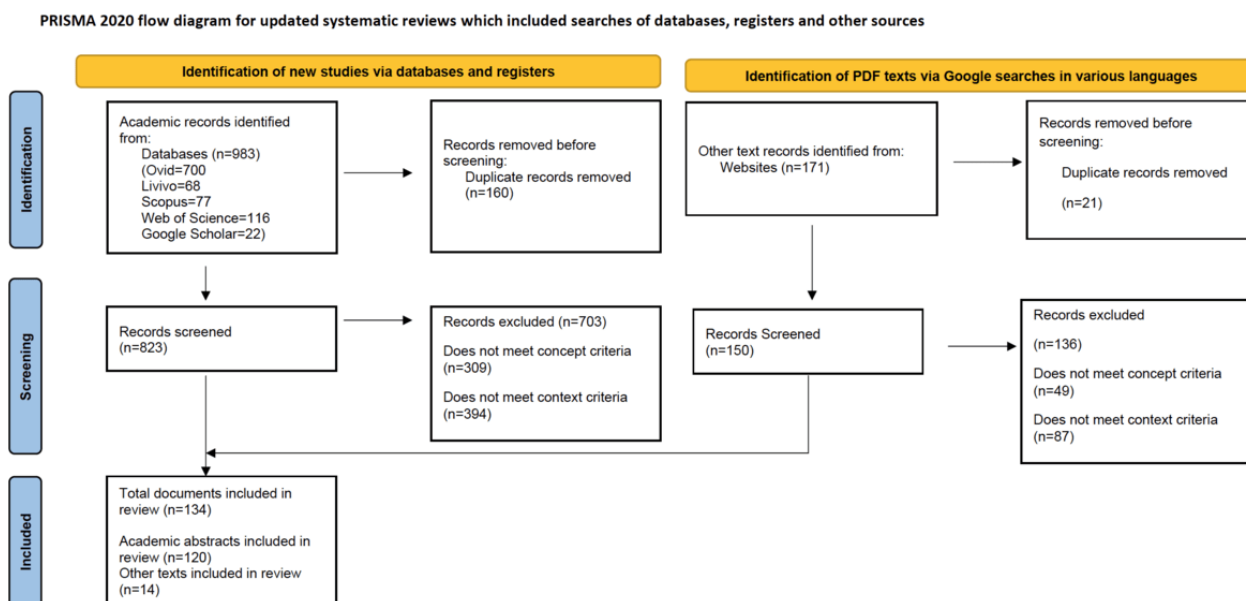 PRISMA 2020 flow diagram for updated systematic reviews which included searches of databases, registers and other sources
Identification of new studies via databases and registers
Identification of PDF texts via Google searches in various languages
Identification
Academic records identified
from:
Databases (n=983)
(Ovid=700
Livivo=68
Scopus=77
Web of Science=116
Google Scholar=22)
Records removed before
screening:
Duplicate records removed
(n=160)
Other text records identified from:
Websites (n=171)
Records removed before
screening:
Duplicate records removed
(n=21)
Screening
Records screened
(n=823)
Records excluded (n=703)
Does not meet concept criteria
(n=309)
Does not meet context criteria
(n=394)
Records Screened
(n=150)
Records excluded
(n=136)
Does not meet concept criteria
(n=49)
Does not meet context criteria
(n=87)
Included
Total documents included in
review (n=134)
Academic abstracts included in
review (n=120)
Other texts included in review
(n=14)